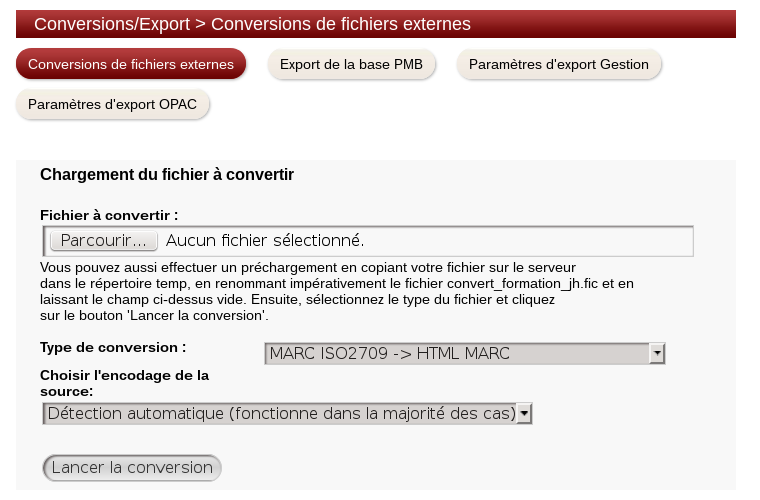 Conversions/Export > Conversions de fichiers externes
Conversions de fichiers externes Export de la base PMB Paramètres d'export Gestion
Paramètres d'export OPAC
Chargement du fichier à convertir
Fichier à convertir :
Parcourir... Aucun fichier sélectionné.
Vous pouvez aussi effectuer un préchargement en copiant votre fichier sur le serveur
dans le répertoire temp, en renommant impérativement le fichier convert_formation_jh.fic et en
laissant le champ ci-dessus vide. Ensuite, sélectionnez le type du fichier et cliquez
sur le bouton 'Lancer la conversion'.
Type de conversion : MARC ISO2709 -> HTML MARC
Choisir l'encodage de la
source:
Détection automatique (fonctionne dans la majorité des cas)
Lancer la conversion